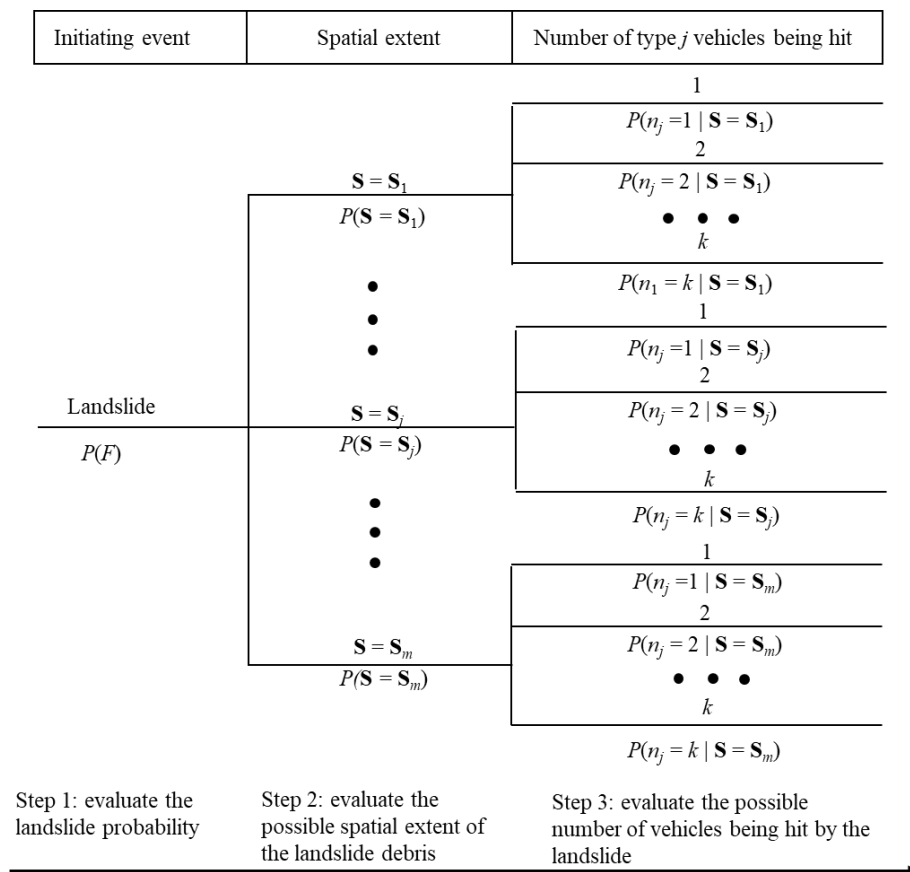 Initiating event
Spatial extent
Number of type j vehicles being hit
1
P(nj =1 | S = S1)
2
P(nj = 2 | S = S1)
k
P(n1 = k | S = S1)
S = S1
P(S = S1)
1
P(nj =1 | S = Sj)
2
P(nj = 2 | S = Sj)
k
P(nj = k | S = Sj)
Landslide
P(F)
S = Sj
P(S = Sj)
1
P(nj =1 | S = Sm)
2
P(nj = 2 | S = Sm)
k
P(nj = k | S = Sm)
S = Sm
P(S = Sm)
Step 1: evaluate the
landslide probability
Step 2: evaluate the
possible spatial extent of
the landslide debris
Step 3: evaluate the possible
number of vehicles being hit by the
landslide